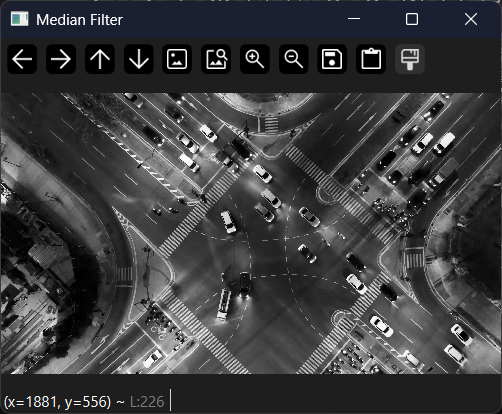 Median Filter
(x=1881, y=556) ~ L:226